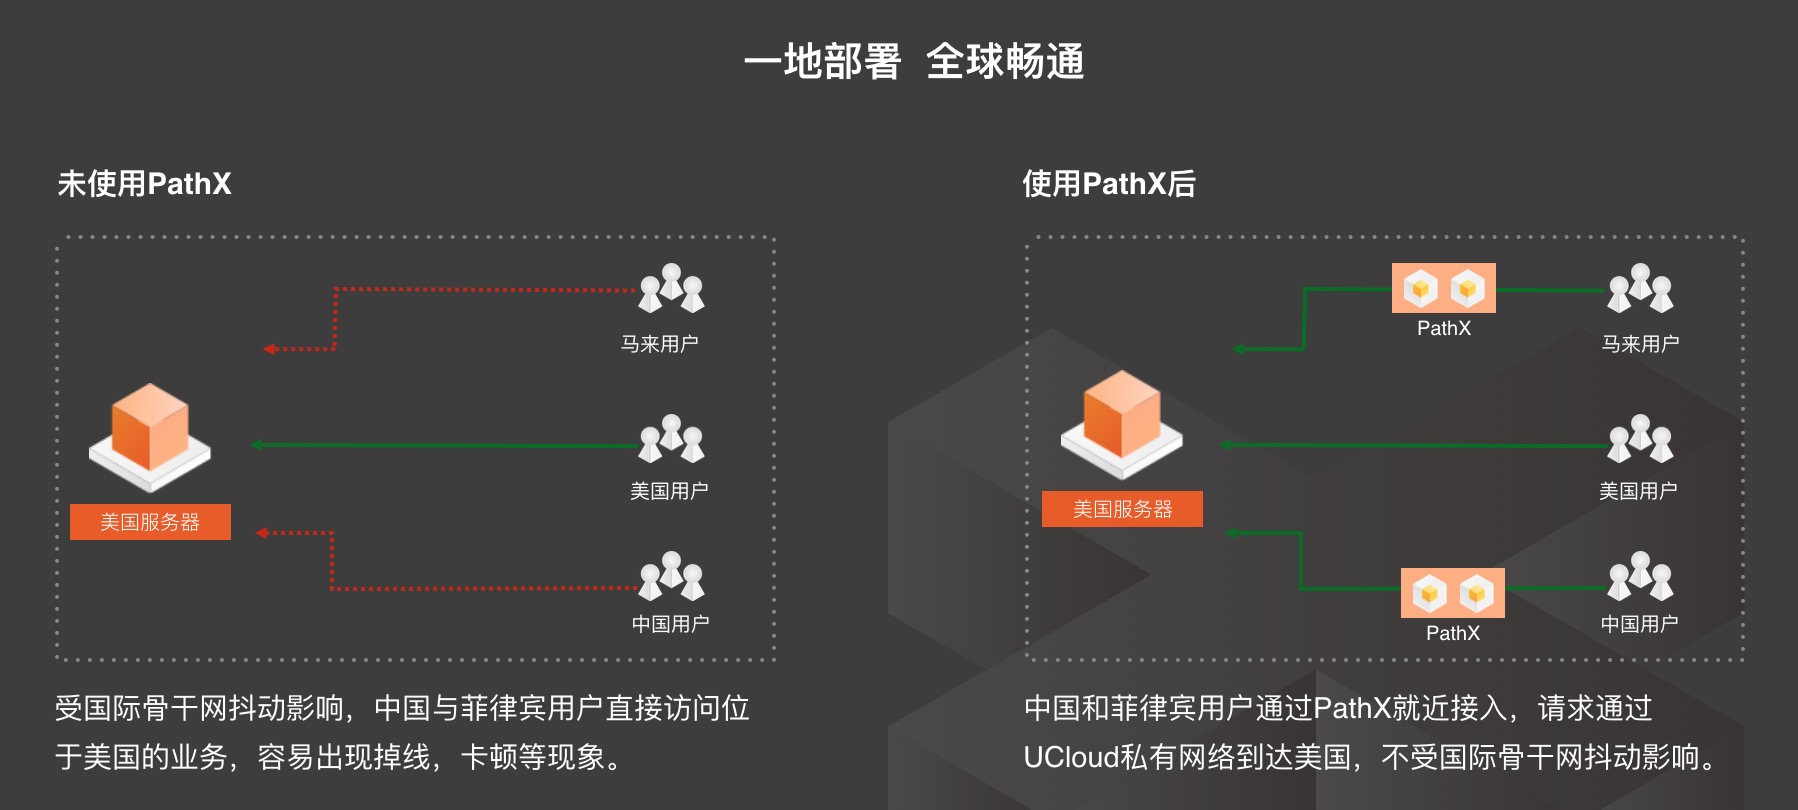 一地部署 全球畅通
未使用PathX
马来用户
美国用户
美国服务器
中国用户
受国际骨干网抖动影响，中国与菲律宾用户直接访问位
于美国的业务，容易出现掉线，卡顿等现象。
使用PathX后
PathX
马来用户
美国用户
美国服务器
中国用户
PathX
中国和菲律宾用户通过PathX就近接入，请求通过
UCloud私有网络到达美国，不受国际骨干网抖动影响。